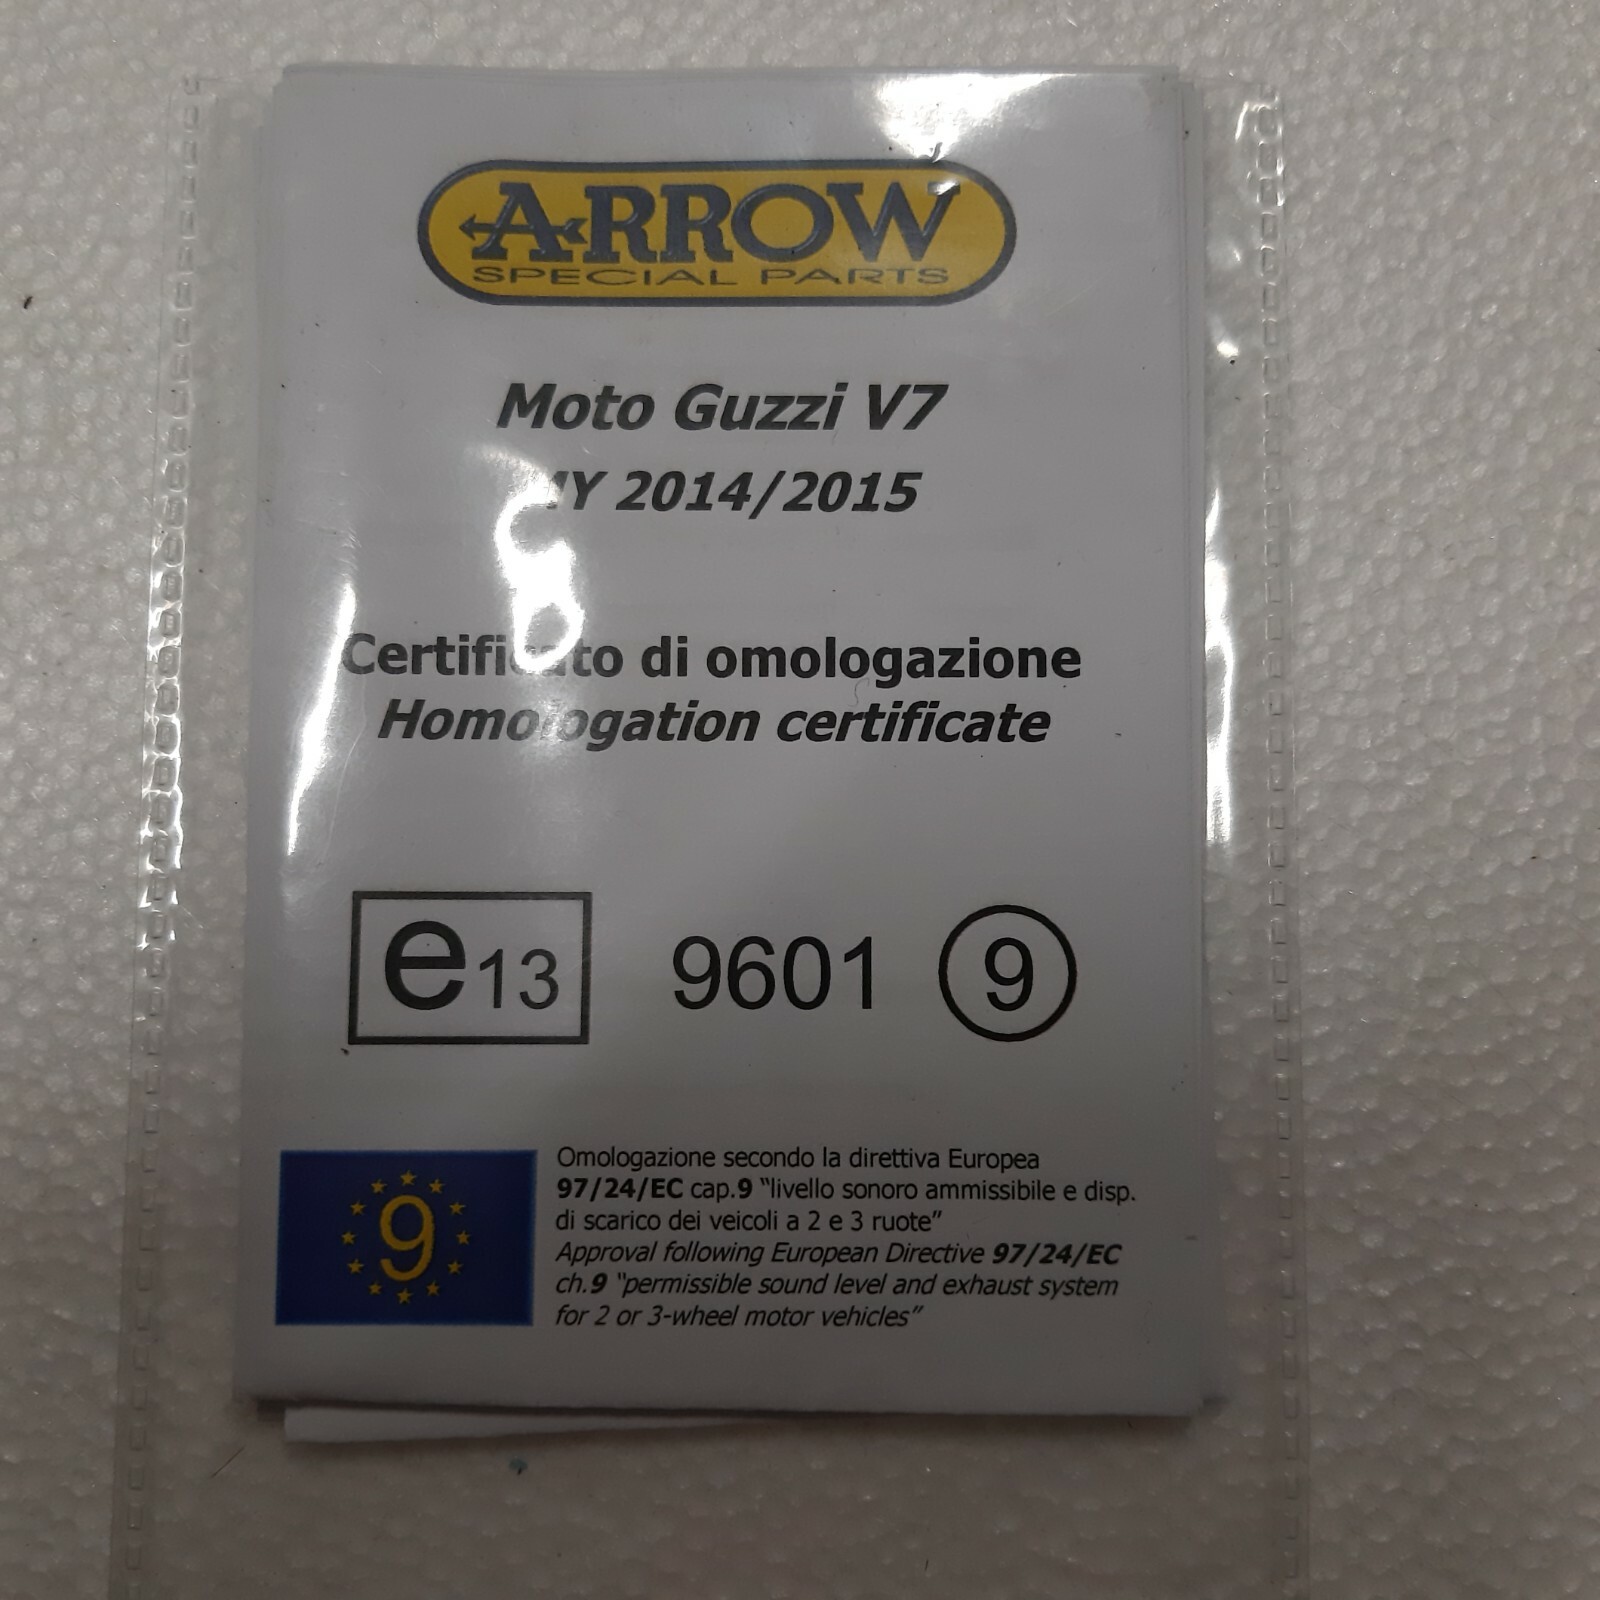 ARROW
SPECIAL PARTS
Moto Guzzi V7
2014/2015
Certificato di omologazione
Homologation certificate
e13 9601 9
9
Omologazione secondo la direttiva Europea
97/24/EC cap.9 “livello sonoro ammissibile e disp.
di scarico dei veicoli a 2 e 3 ruote”
Approval following European Directive 97/24/EC
ch.9 “permissible sound level and exhaust system
for 2 or 3-wheel motor vehicles”